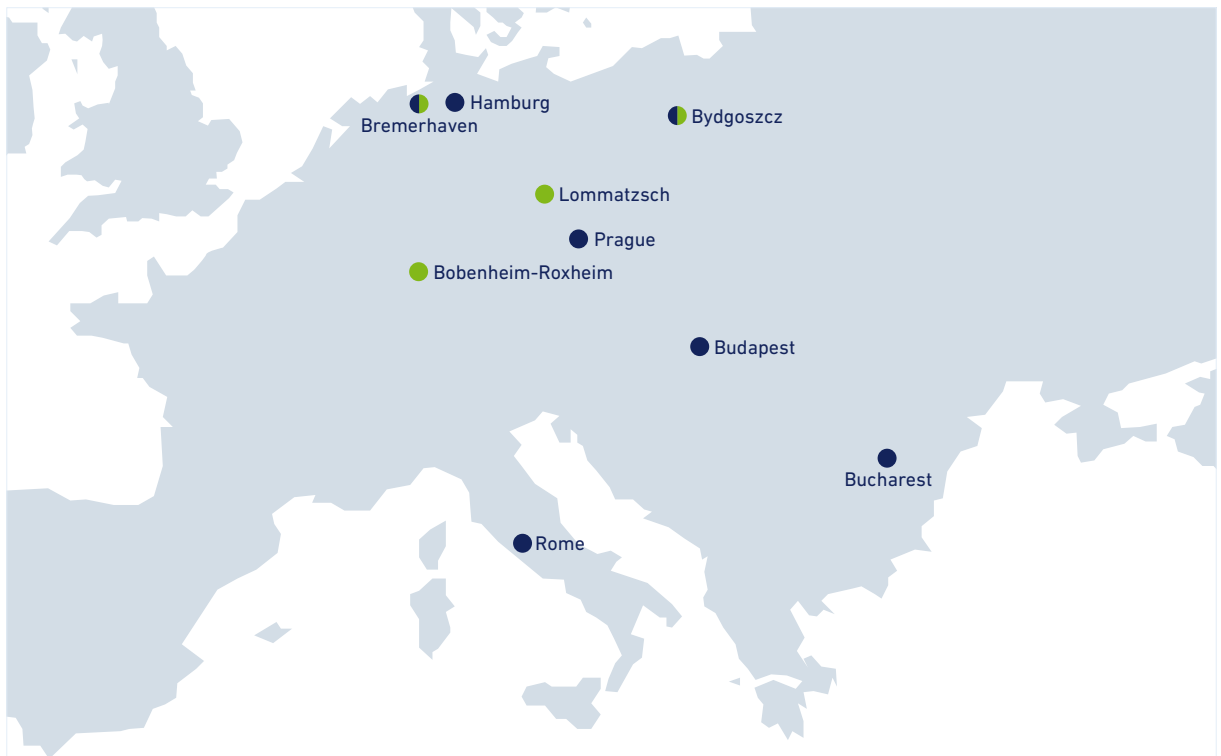 Hamburg
Bremerhaven
Bydgoszcz
Lommatzsch
Prague
Bobenheim-Roxheim
Budapest
Bucharest
Rome